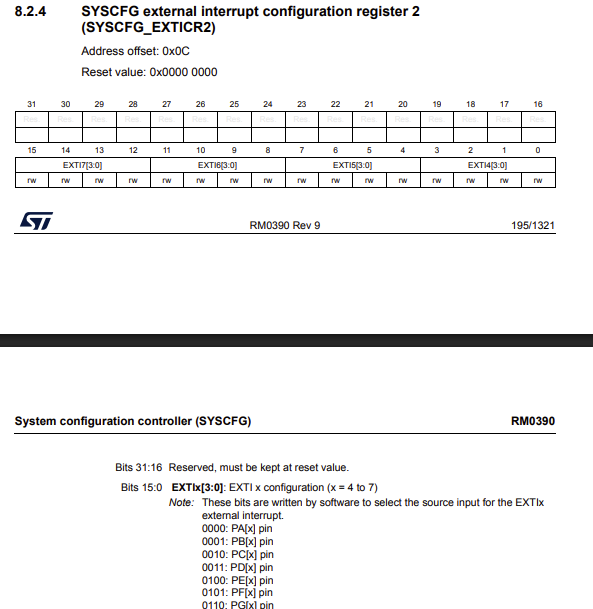 8.2.4 SYSCFG external interrupt configuration register 2
(SYSCFG_EXTICR2)
Address offset: 0x0C
Reset value: 0x0000 0000
31 30 29 28 27 26 25 24 23 22 21 20 19 18 17 16
Res. Res. Res. Res. Res. Res. Res. Res. Res. Res. Res. Res. Res. Res. Res. Res.
15 14 13 12 11 10 9 8 7 6 5 4 3 2 1 0
EXTI7[3:0] EXTI6[3:0] EXTI5[3:0] EXTI4[3:0]
rw rw rw rw rw rw rw rw rw rw rw rw rw rw rw rw
ST RM0390 Rev 9 195/1321
System configuration controller (SYSCFG) RM0390
Bits 31:16 Reserved, must be kept at reset value.
Bits 15:0 EXTIx[3:0]: EXTI x configuration (x = 4 to 7)
Note: These bits are written by software to select the source input for the EXTIx
external interrupt.
0000: PA[x] pin
0001: PB[x] pin
0010: PC[x] pin
0011: PD[x] pin
0100: PE[x] pin
0101: PF[x] pin
0110: PG[x] pin